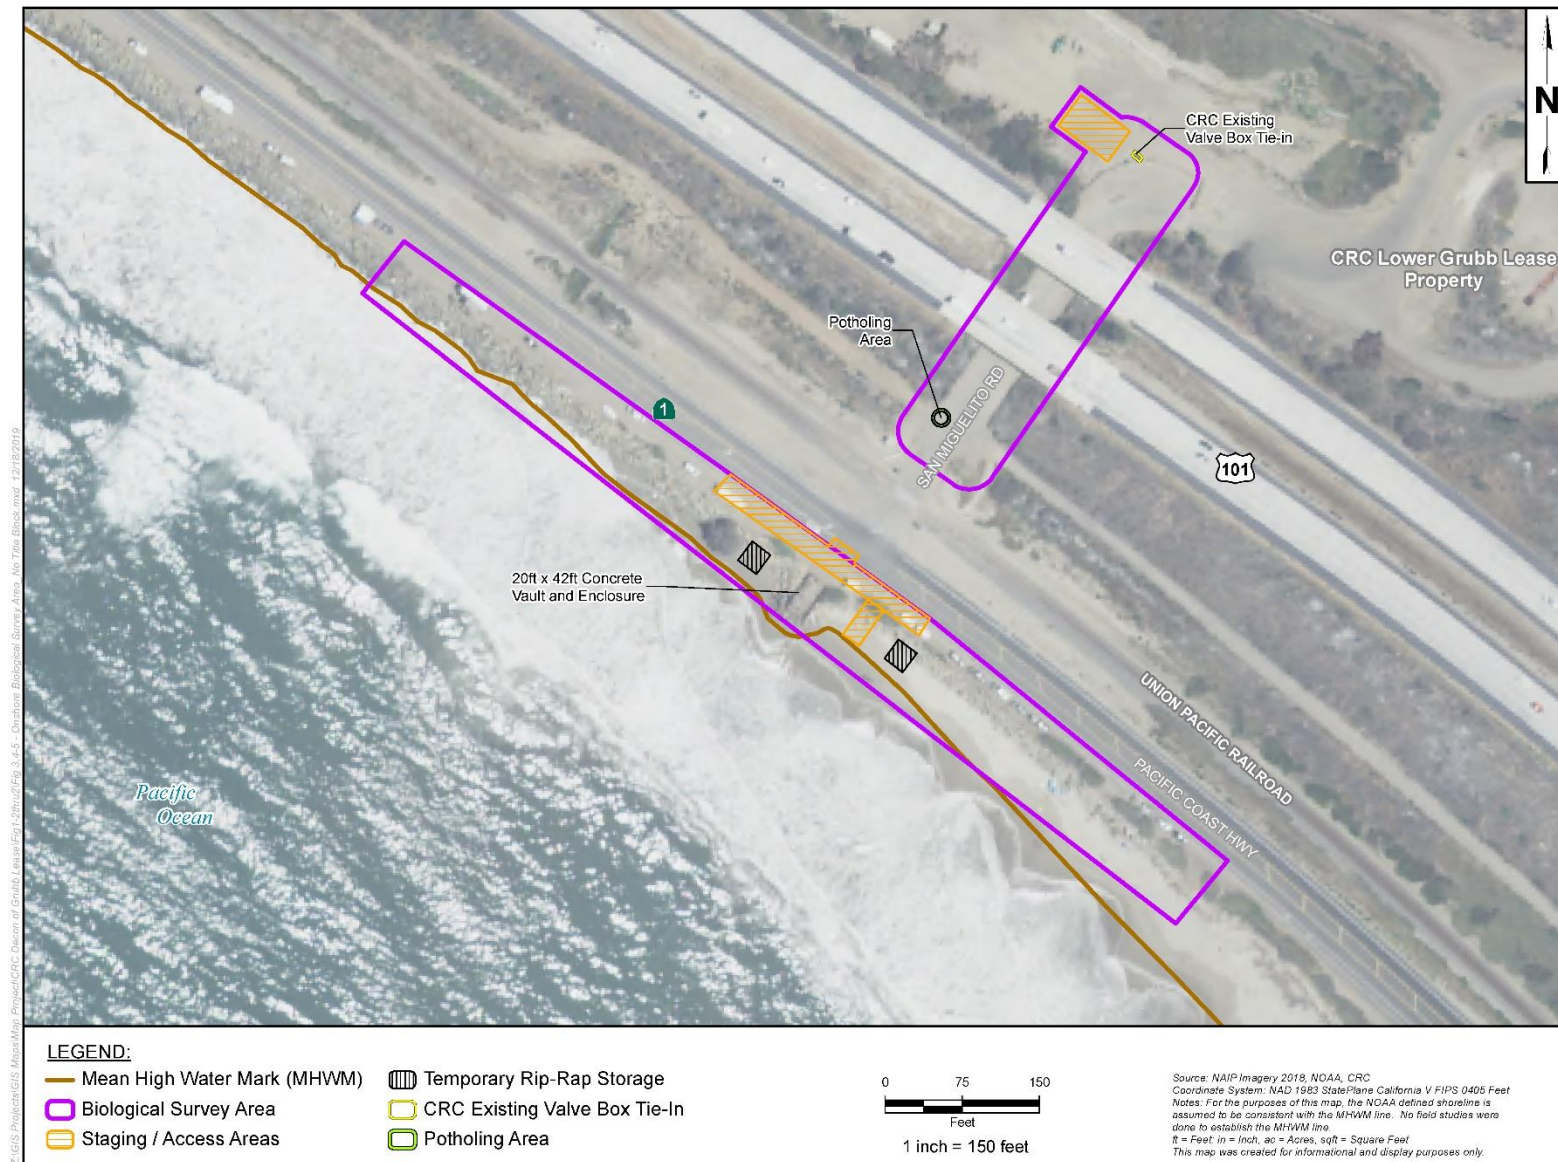 N
CRC Existing
Valve Box Tie-in
CRC Lower Grubb Lease
Property
Potholing
Area
SAN MIGUELITO RD
1
101
20ft x 42ft Concrete
Vault and Enclosure
UNION PACIFIC RAILROAD
PACIFIC COAST HWY
Pacific
Ocean
LEGEND:
Mean High Water Mark (MHWM)
Biological Survey Area
Staging / Access Areas
Temporary Rip-Rap Storage
CRC Existing Valve Box Tie-In
Potholing Area
0 75 150
Feet
1 inch = 150 feet
Source: NAIP Imagery 2018, NOAA, CRC
Coordinate System: NAD 1983 StatePlane California V FIPS 0405 Feet
Notes: For the purposes of this map, the NOAA defined shoreline is
assumed to be consistent with the MHWM line. No field studies were
done to establish the MHWM line.
ft = Feet; in = Inch, ac = Acres, sqft = Square Feet
This map was created for informational and display purposes only.